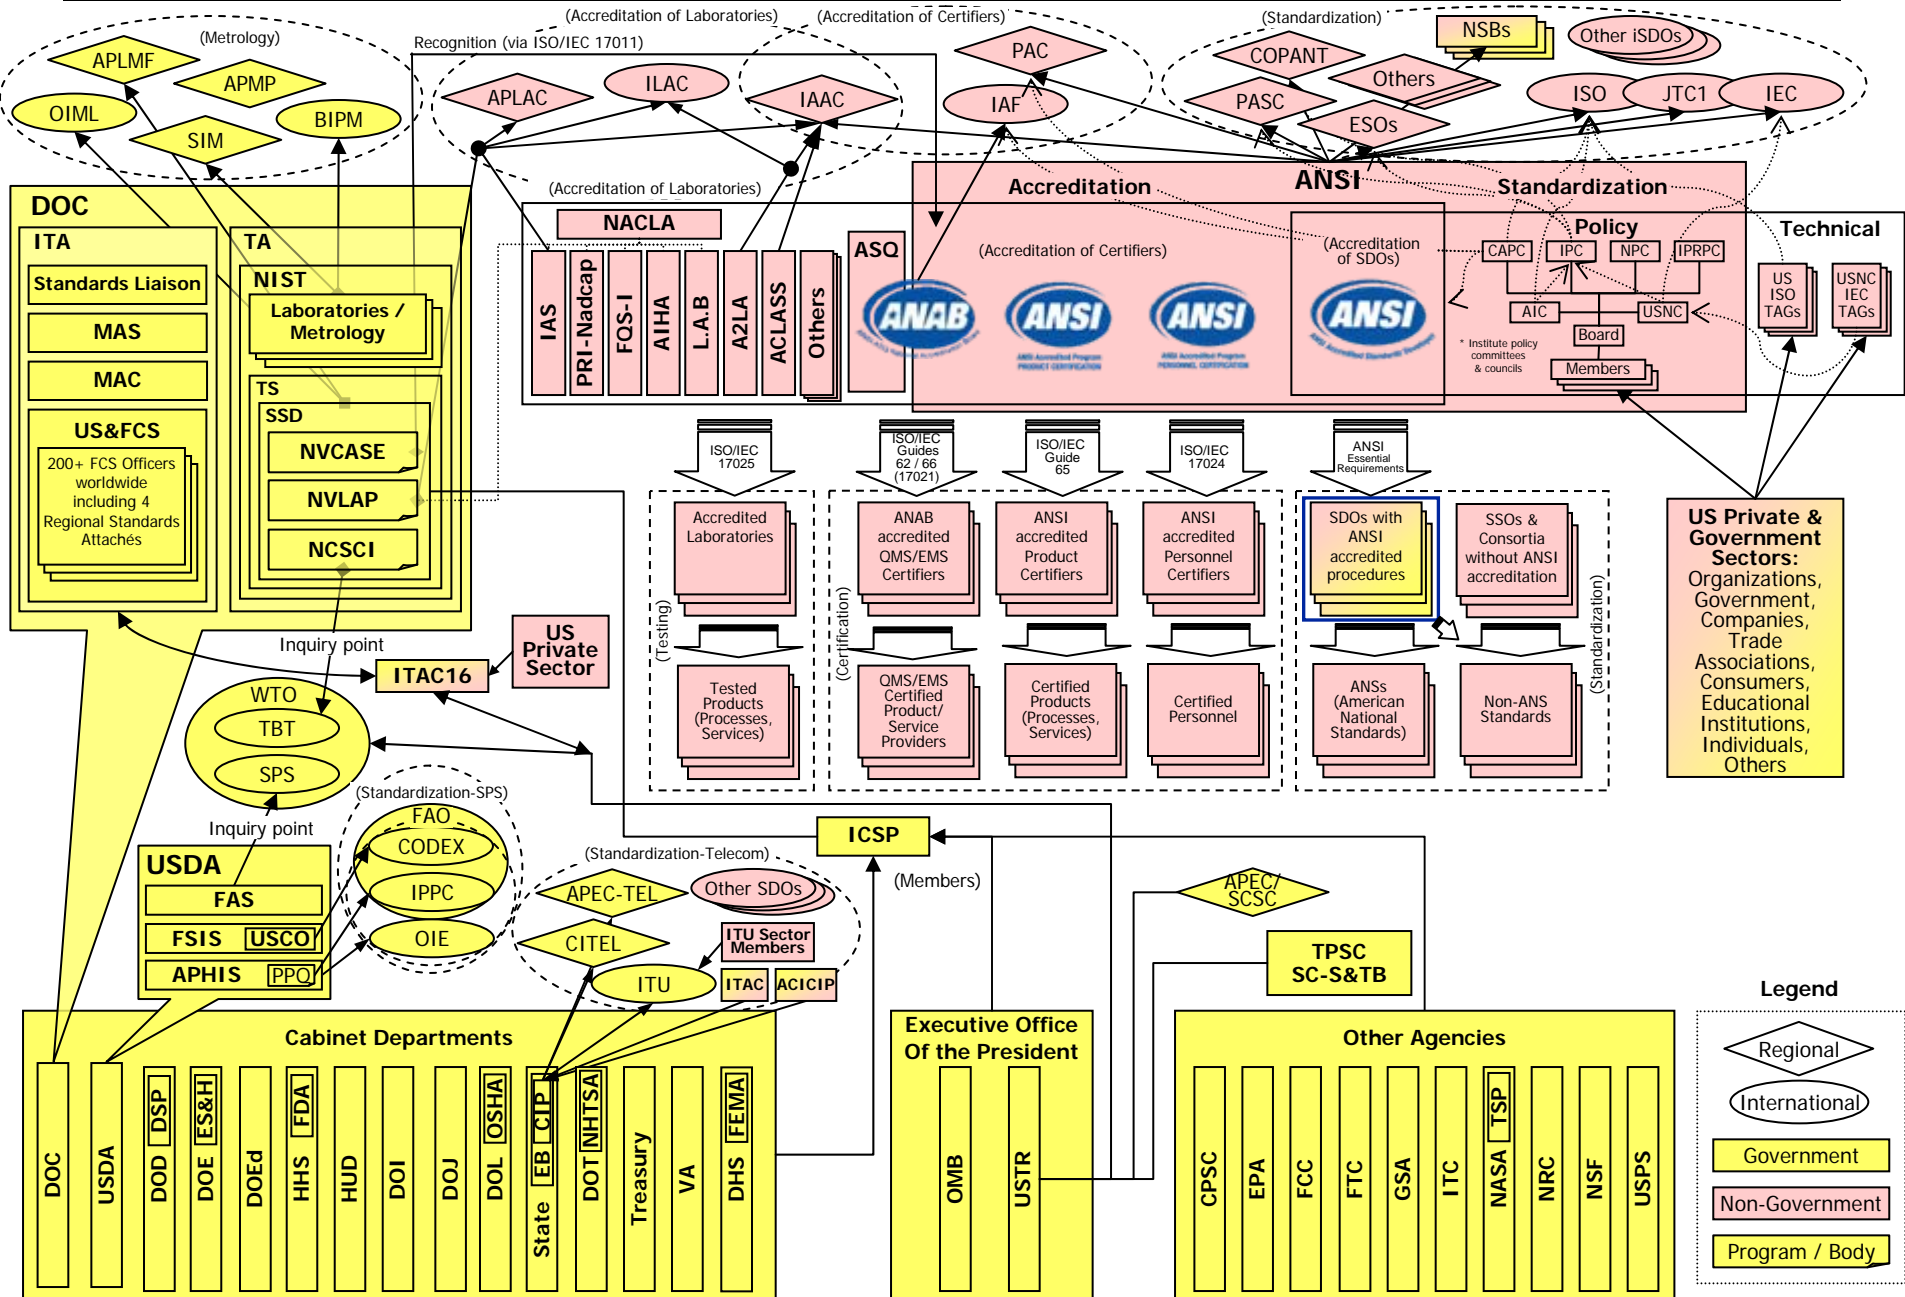 (Accreditation of Laboratories)
(Accreditation of Certifiers)
(Standardization)
(Metrology)
Recognition (via ISO/IEC 17011)
APLMF
APMP
OIML
SIM
BIPM
APLAC
ILAC
IAAC
PAC
IAF
COPANT
PASC
Others
ESOs
NSBs
Other iSDOs
ISO
JTC1
IEC
DOC
ITA
Standards Liaison
MAS
MAC
US&FCS
200+ FCS Officers
worldwide
including 4
Regional Standards
Attachés
TA
NIST
Laboratories /
Metrology
TS
SSD
NVCASE
NVLAP
NCSCI
(Accreditation of Laboratories)
NACLA
IAS
PRI-Nadcap
FQS-I
AIHA
L.A.B
A2LA
ACLASS
Others
ASQ
ANSI
Accreditation
Standardization
(Accreditation of Certifiers)
(Accreditation
of SDOs)
ANAB
ANSI
ANSI Accredited Program
PRODUCT CERTIFICATION
ANSI
ANSI Accredited Program
PERSONNEL CERTIFICATION
ANSI
Policy
CAPC
IPC
NPC
IPRPC
AIC
USNC
Board
Members
* Institute policy
committees
& councils
Technical
US
ISO
TAGs
USNC
IEC
TAGs
ISO/IEC
17025
ISO/IEC
Guides
62 / 66
(17021)
ISO/IEC
Guide
65
ISO/IEC
17024
ANSI
Essential
Requirements
(Testing)
Accredited
Laboratories
Tested
Products
(Processes,
Services)
(Certification)
ANAB
accredited
QMS/EMS
Certifiers
QMS/EMS
Certified
Product/
Service
Providers
ANSI
accredited
Product
Certifiers
Certified
Products
(Processes,
Services)
ANSI
accredited
Personnel
Certifiers
Certified
Personnel
SDOs with
ANSI
accredited
procedures
ANSs
(American
National
Standards)
SSOs &
Consortia
without ANSI
accreditation
Non-ANS
Standards
(Standardization)
US Private &
Government
Sectors:
Organizations,
Government,
Companies,
Trade
Associations,
Consumers,
Educational
Institutions,
Individuals,
Others
Inquiry point
ITAC16
US
Private
Sector
WTO
TBT
SPS
Inquiry point
(Standardization-SPS)
FAO
CODEX
IPPC
OIE
USDA
FAS
FSIS
USCO
APHIS
PPQ
(Standardization-Telecom)
APEC-TEL
Other SDOs
CITEL
ITU
ITU Sector
Members
ITAC
ACICIP
ICSP
(Members)
APEC/
SCSC
TPSC
SC-S&TB
Cabinet Departments
DOC
USDA
DOD
DSP
DOE
ES&H
DOEd
HHS
FDA
HUD
DOI
DOJ
DOL
OSHA
State
EB
CIP
DOT
NHTSA
Treasury
VA
DHS
FEMA
Executive Office
Of the President
OMB
USTR
Other Agencies
CPSC
EPA
FCC
FTC
GSA
ITC
NASA
TSP
NRC
NSF
USPS
Legend
Regional
International
Government
Non-Government
Program / Body